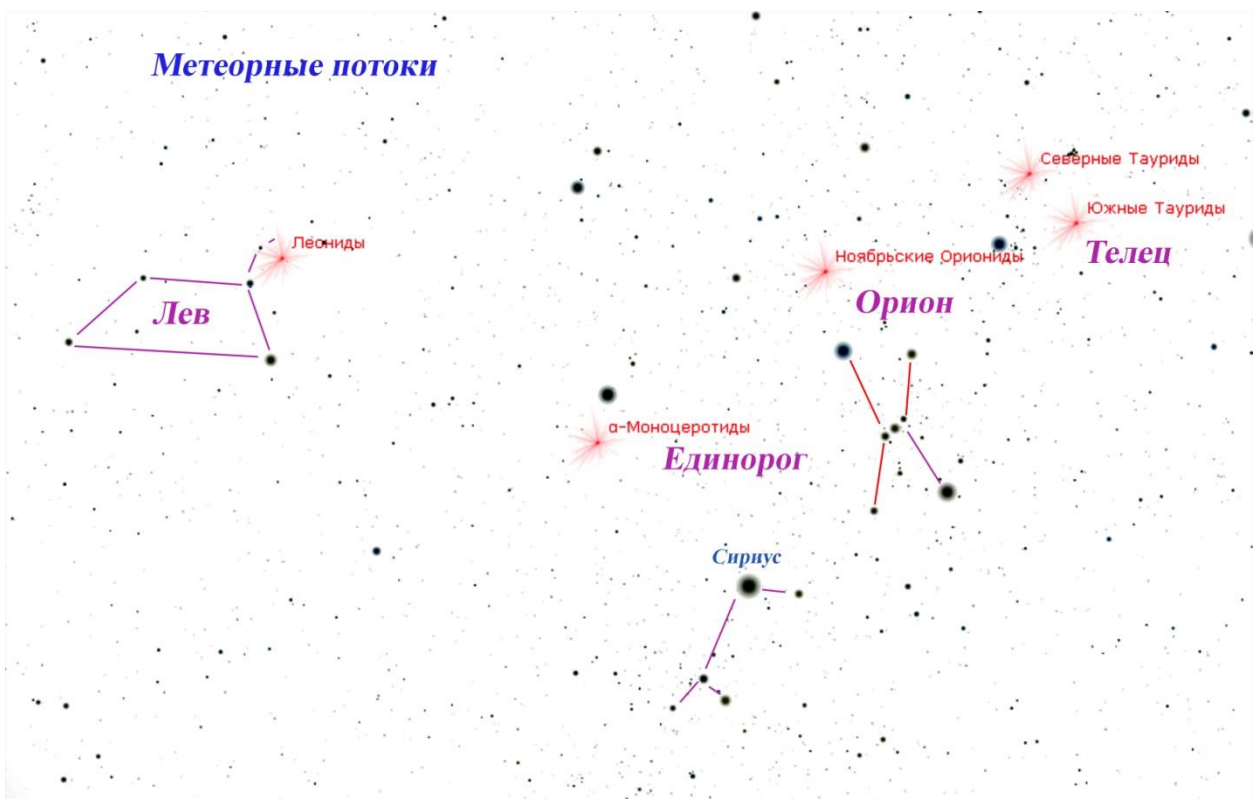 Метеорные потоки
Северные Тауриды
Южные Тауриды
Леониды
Ноябрьские Ориониды
Телец
Орион
Лев
α-Моноцеротиды
Единорог
Сириус